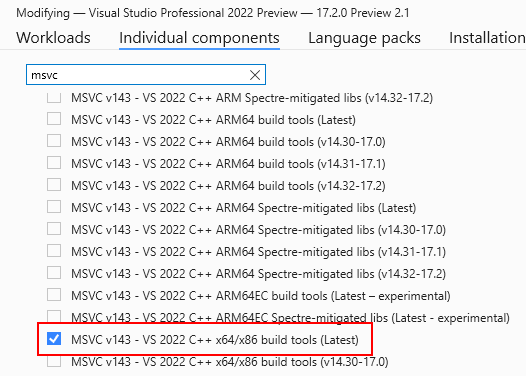 Modifying — Visual Studio Professional 2022 Preview — 17.2.0 Preview 2.1
Workloads Individual components Language packs Installation
msvc
MSVC v143 - VS 2022 C++ ARM Spectre-mitigated libs (v14.32-17.2)
MSVC v143 - VS 2022 C++ ARM64 build tools (Latest)
MSVC v143 - VS 2022 C++ ARM64 build tools (v14.30-17.0)
MSVC v143 - VS 2022 C++ ARM64 build tools (v14.31-17.1)
MSVC v143 - VS 2022 C++ ARM64 build tools (v14.32-17.2)
MSVC v143 - VS 2022 C++ ARM64 Spectre-mitigated libs (Latest)
MSVC v143 - VS 2022 C++ ARM64 Spectre-mitigated libs (v14.30-17.0)
MSVC v143 - VS 2022 C++ ARM64 Spectre-mitigated libs (v14.31-17.1)
MSVC v143 - VS 2022 C++ ARM64 Spectre-mitigated libs (v14.32-17.2)
MSVC v143 - VS 2022 C++ ARM64EC build tools (Latest – experimental)
MSVC v143 - VS 2022 C++ ARM64EC Spectre-mitigated libs (Latest - experimental)
MSVC v143 - VS 2022 C++ x64/x86 build tools (Latest)
MSVC v143 - VS 2022 C++ x64/x86 build tools (v14.30-17.0)